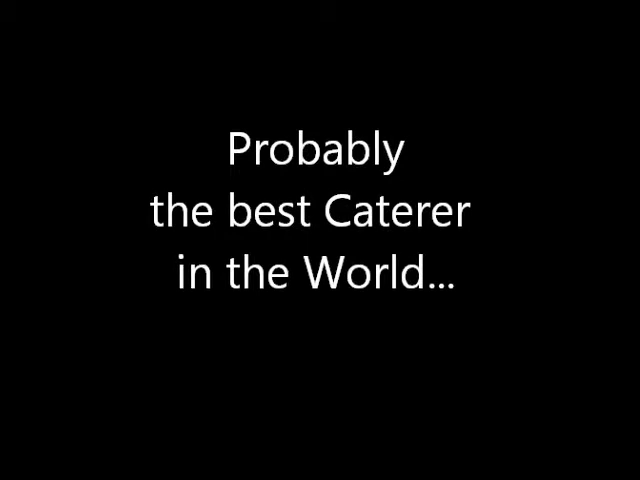 Probably
the best Caterer
in the World...